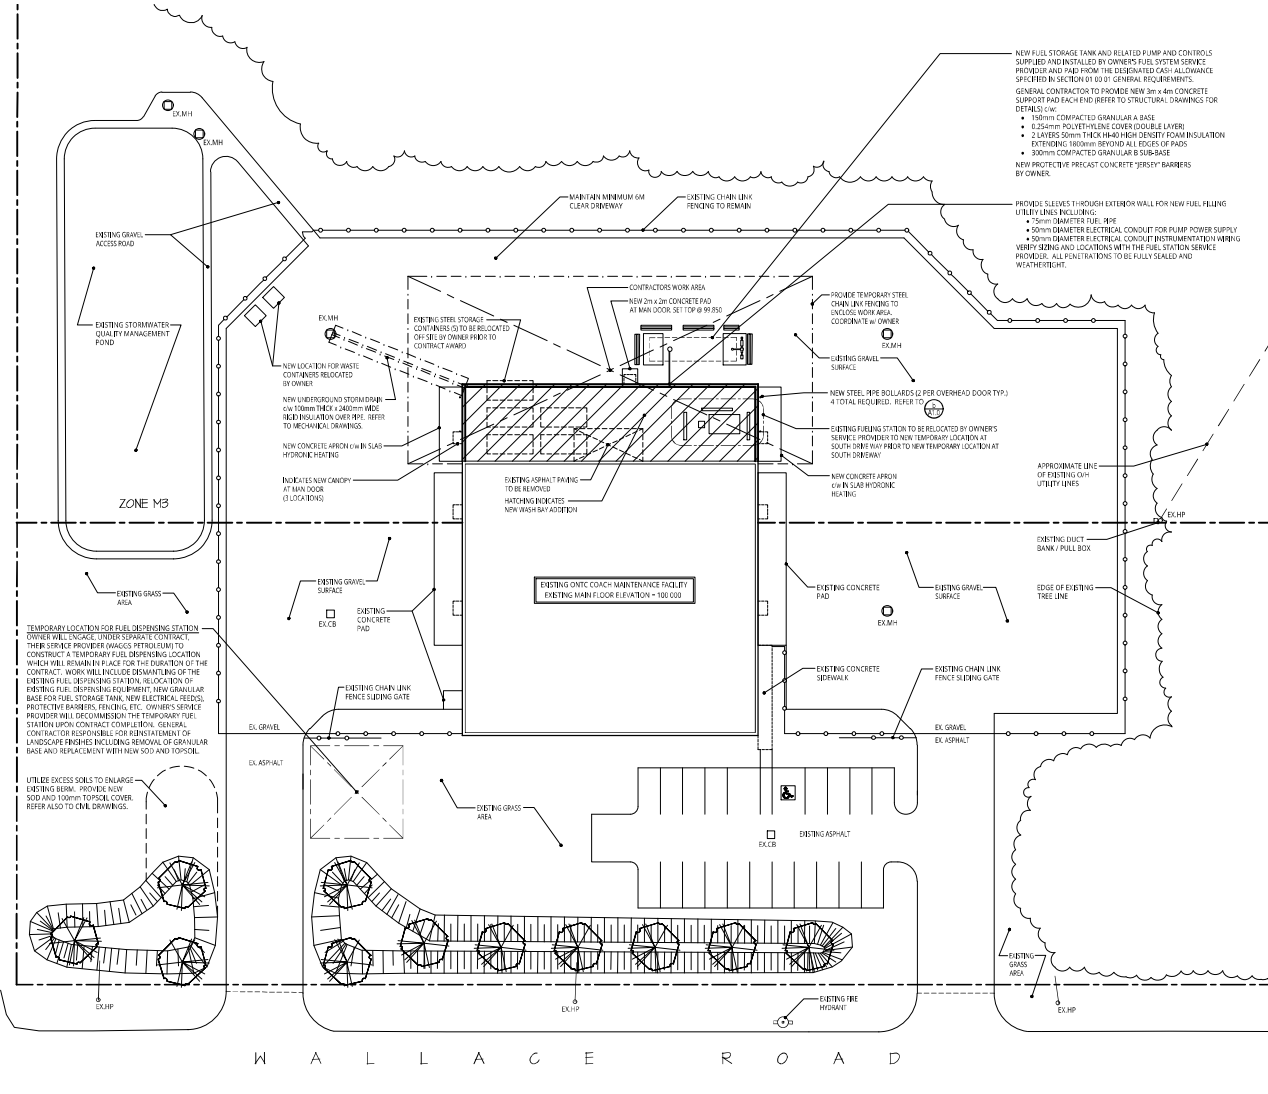 NEW FUEL STORAGE TANK AND RELATED PUMP AND CONTROLS
SUPPLIED AND INSTALLED BY OWNER'S FUEL SYSTEM SERVICE
PROVIDER AND PAID FROM THE DESIGNATED CASH ALLOWANCE
SPECIFIED IN SECTION 01 00 01 GENERAL REQUIREMENTS.
GENERAL CONTRACTOR TO PROVIDE NEW 3m x 4m CONCRETE
SUPPORT PAD EACH END (REFER TO STRUCTURAL DRAWINGS FOR
DETAILS) c/w:
• 150mm COMPACTED GRANULAR A BASE
• 0.254mm POLYETHYLENE COVER (DOUBLE LAYER)
• 2 LAYERS 50mm THICK HI-40 HIGH DENSITY FOAM INSULATION
EXTENDING 1800mm BEYOND ALL EDGES OF PADS
• 300mm COMPACTED GRANULAR B SUB-BASE
NEW PROTECTIVE PRECAST CONCRETE "JERSEY" BARRIERS
BY OWNER.
EX.MH
EX.MH
MAINTAIN MINIMUM 6M
CLEAR DRIVEWAY
EXISTING CHAIN LINK
FENCING TO REMAIN
PROVIDE SLEEVES THROUGH EXTERIOR WALL FOR NEW FUEL FILLING
UTILITY LINES INCLUDING:
• 75mm DIAMETER FUEL PIPE
• 50mm DIAMETER ELECTRICAL CONDUIT FOR PUMP POWER SUPPLY
• 50mm DIAMETER ELECTRICAL CONDUIT INSTRUMENTATION WIRING
VERIFY SIZING AND LOCATIONS WITH THE FUEL STATION SERVICE
PROVIDER. ALL PENETRATIONS TO BE FULLY SEALED AND
WEATHERTIGHT.
EXISTING GRAVEL
ACCESS ROAD
CONTRACTORS WORK AREA
NEW 2m x 2m CONCRETE PAD
AT MAN DOOR. SET TOP @ 99.850
PROVIDE TEMPORARY STEEL
CHAIN LINK FENCING TO
ENCLOSE WORK AREA.
COORDINATE w/ OWNER
EX.MH
EXISTING STEEL STORAGE
CONTAINERS (5) TO BE RELOCATED
OFF SITE BY OWNER PRIOR TO
CONTRACT AWARD
EX.MH
EXISTING STORMWATER
QUALITY MANAGEMENT
POND
EXISTING GRAVEL
SURFACE
NEW LOCATION FOR WASTE
CONTAINERS RELOCATED
BY OWNER
NEW UNDERGROUND STORM DRAIN
c/w 100mm THICK x 2400mm WIDE
RIGID INSULATION OVER PIPE. REFER
TO MECHANICAL DRAWINGS.
NEW STEEL PIPE BOLLARDS (2 PER OVERHEAD DOOR TYP.)
4 TOTAL REQUIRED. REFER TO
EXISTING FUELING STATION TO BE RELOCATED BY OWNER'S
SERVICE PROVIDER TO NEW TEMPORARY LOCATION AT
SOUTH DRIVE WAY PRIOR TO NEW TEMPORARY LOCATION AT
SOUTH DRIVEWAY
NEW CONCRETE APRON c/w IN SLAB
HYDRONIC HEATING
INDICATES NEW CANOPY
AT MAN DOOR
(3 LOCATIONS)
EXISTING ASPHALT PAVING
TO BE REMOVED
HATCHING INDICATES
NEW WASH BAY ADDITION
NEW CONCRETE APRON
c/w IN SLAB HYDRONIC
HEATING
APPROXIMATE LINE
OF EXISTING O/H
UTILITY LINES
ZONE M3
EX.HP
EXISTING DUCT
BANK / PULL BOX
EXISTING GRASS
AREA
EXISTING GRAVEL
SURFACE
EX.CB
EXISTING
CONCRETE
PAD
EXISTING ONTC COACH MAINTENANCE FACILITY
EXISTING MAIN FLOOR ELEVATION = 100 000
EXISTING CONCRETE
PAD
EX.MH
EXISTING GRAVEL
SURFACE
EDGE OF EXISTING
TREE LINE
TEMPORARY LOCATION FOR FUEL DISPENSING STATION
OWNER WILL ENGAGE, UNDER SEPARATE CONTRACT,
THEIR SERVICE PROVIDER (WAGGS PETROLEUM) TO
CONSTRUCT A TEMPORARY FUEL DISPENSING LOCATION
WHICH WILL REMAIN IN PLACE FOR THE DURATION OF THE
CONTRACT. WORK WILL INCLUDE DISMANTLING OF THE
EXISTING FUEL DISPENSING STATION, RELOCATION OF
EXISTING FUEL DISPENSING EQUIPMENT, NEW GRANULAR
BASE FOR FUEL STORAGE TANK, NEW ELECTRICAL FEED(S),
PROTECTIVE BARRIERS, FENCING, ETC. OWNER'S SERVICE
PROVIDER WILL DECOMMISSION THE TEMPORARY FUEL
STATION UPON CONTRACT COMPLETION. GENERAL
CONTRACTOR RESPONSIBLE FOR REINSTATEMENT OF
LANDSCAPE FINSIHES INCLUDING REMOVAL OF GRANULAR
BASE AND REPLACEMENT WITH NEW SOD AND TOPSOIL.
EXISTING CHAIN LINK
FENCE SLIDING GATE
EXISTING CONCRETE
SIDEWALK
EXISTING CHAIN LINK
FENCE SLIDING GATE
EX. GRAVEL
EX. ASPHALT
EX. GRAVEL
EX. ASPHALT
UTILIZE EXCESS SOILS TO ENLARGE
EXISTING BERM. PROVIDE NEW
SOD AND 100mm TOPSOIL COVER.
REFER ALSO TO CIVIL DRAWINGS.
EXISTING GRASS
AREA
EX.CB
EXISTING ASPHALT
EXISTING
GRASS
AREA
EX.HP
EX.HP
EXISTING FIRE
HYDRANT
EX.HP
WALLACE ROAD